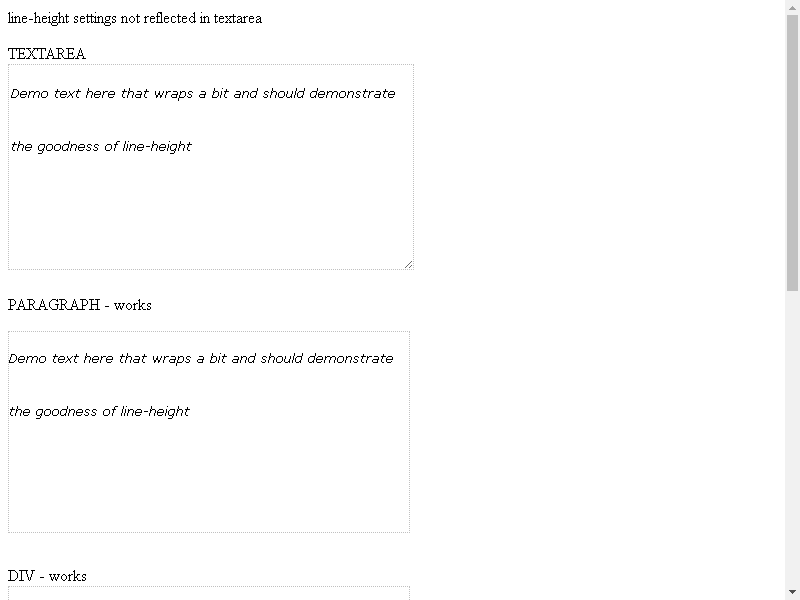 line-height settings not reflected in textarea
TEXTAREA
Demo text here that wraps a bit and should demonstrate
the goodness of line-height
PARAGRAPH - works
Demo text here that wraps a bit and should demonstrate
the goodness of line-height
DIV - works